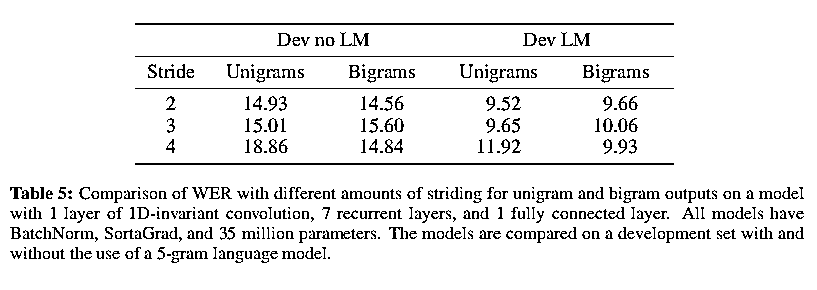 Dev no LM Dev LM
Stride Unigrams Bigrams Unigrams Bigrams
2 14.93 14.56 9.52 9.66
3 15.01 15.60 9.65 10.06
4 18.86 14.84 11.92 9.93
Table 5: Comparison of WER with different amounts of striding for unigram and bigram outputs on a model
with 1 layer of 1D-invariant convolution, 7 recurrent layers, and 1 fully connected layer. All models have
BatchNorm, SortaGrad, and 35 million parameters. The models are compared on a development set with and
without the use of a 5-gram language model.